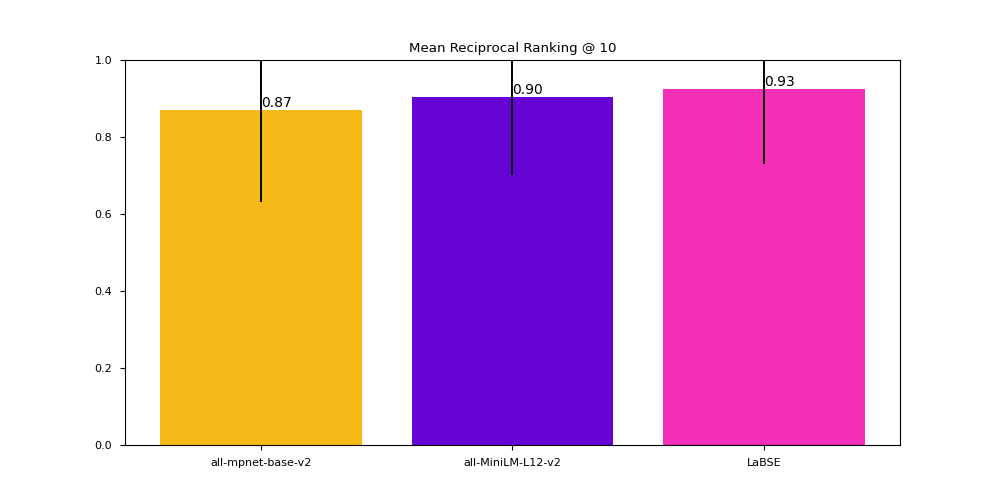 Mean Reciprocal Ranking @ 10
1.0
0.8
0.6
0.4
0.2
0.0
0.87
0.90
0.93
all-mpnet-base-v2
all-MiniLM-L12-v2
LaBSE